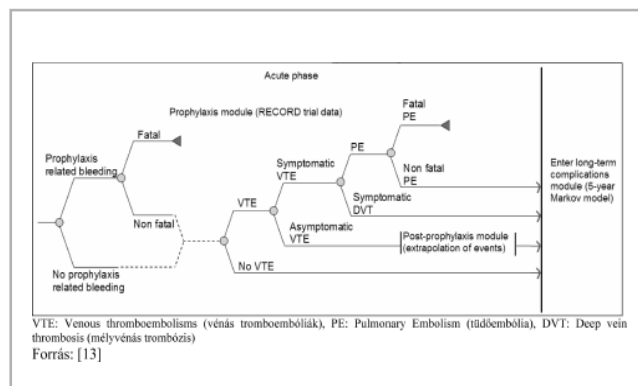 Acute phase
Prophylaxis module (RECORD trial data)
Fatal
PE
Fatal
Prophylaxis
related bleeding
PE
Symptomatic
VTE
Non fatal
PE
Enter long-term
complications
module (5-year
Markov model)
VTE
Symptomatic
DVT
Non fatal
Asymptomatic
VTE
Post-prophylaxis module
(extrapolation of events)
No VTE
No prophylaxis
related bleeding
VTE: Venous thromboembolisms (vénás tromboembóliák), PE: Pulmonary Embolism (tüdőembólia), DVT: Deep vein
thrombosis (mélyvénás trombózis)
Forrás: [13]